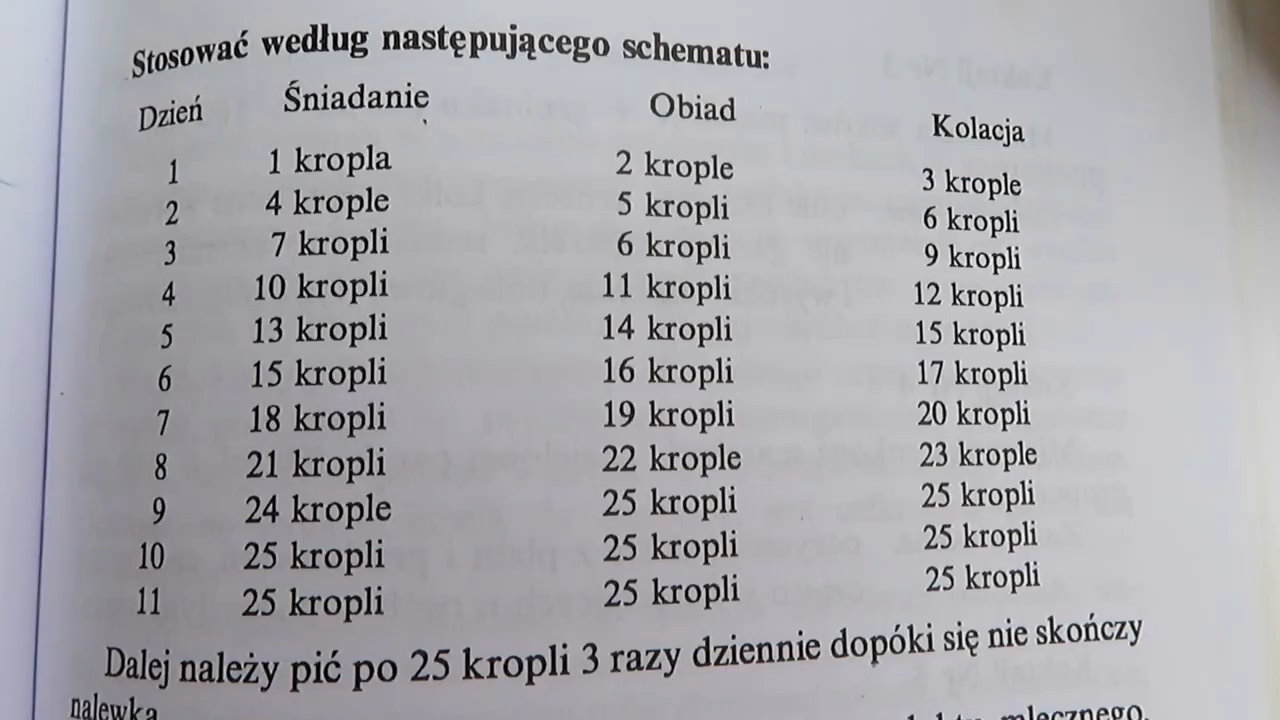 Stosować według następującego schematu:
Dzień Śniadanie Obiad Kolacja
1 1 kropla 2 krople 3 krople
2 4 krople 5 kropli 6 kropli
3 7 kropli 6 kropli 9 kropli
4 10 kropli 11 kropli 12 kropli
5 13 kropli 14 kropli 15 kropli
6 15 kropli 16 kropli 17 kropli
7 18 kropli 19 kropli 20 kropli
8 21 kropli 22 krople 23 krople
9 24 krople 25 kropli 25 kropli
10 25 kropli 25 kropli 25 kropli
11 25 kropli 25 kropli 25 kropli
Dalej należy pić po 25 kropli 3 razy dziennie dopóki się nie skończy
nalewka mlecznego.